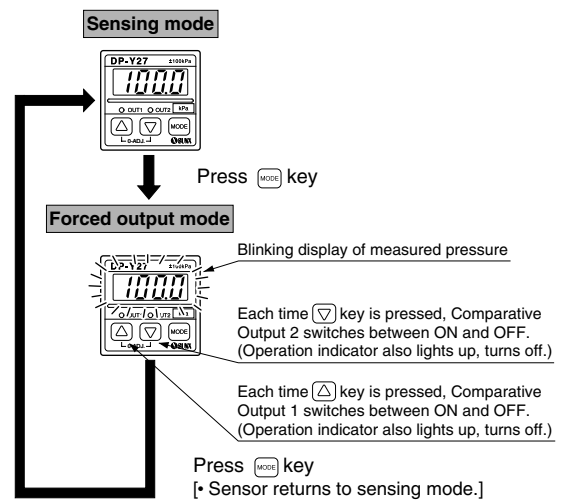 Sensing mode
DP-Y27 ±100kPa
100.0
OUT1 OUT2 kPa
△ ▽ MODE
0-ADJ. SUNX
Press MODE key
Forced output mode
Blinking display of measured pressure
DP-Y27 ±100kPa
100.0
OUT1 OUT2
△ ▽ MODE
0-ADJ. SUNX
Each time ▽ key is pressed, Comparative
Output 2 switches between ON and OFF.
(Operation indicator also lights up, turns off.)
Each time △ key is pressed, Comparative
Output 1 switches between ON and OFF.
(Operation indicator also lights up, turns off.)
Press MODE key
[• Sensor returns to sensing mode.]